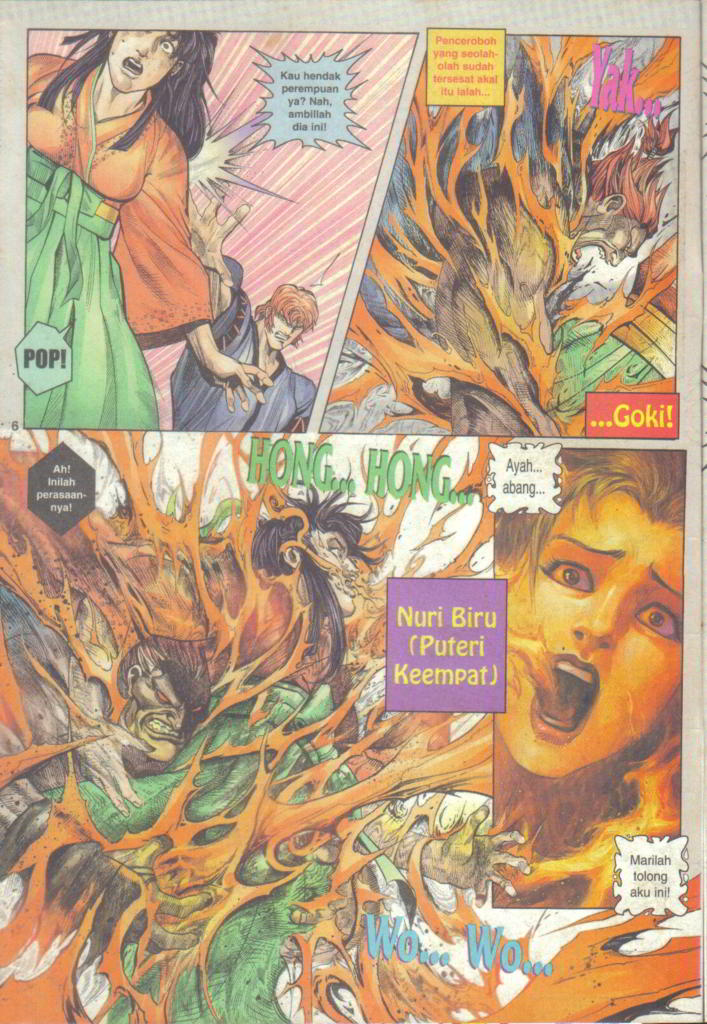 Kau hendak
perempuan
ya? Nah,
ambillah
dia ini!
POP!
Penceroboh
yang seolah-
olah sudah
tersesat akal
itu ialah...
Yak...
...Goki!
6
Ah!
Inilah
perasaan-
nya!
HONG... HONG...
Ayah...
abang...
Nuri Biru
(Puteri
Keempat)
Marilah
tolong
aku ini!
Wo... Wo...